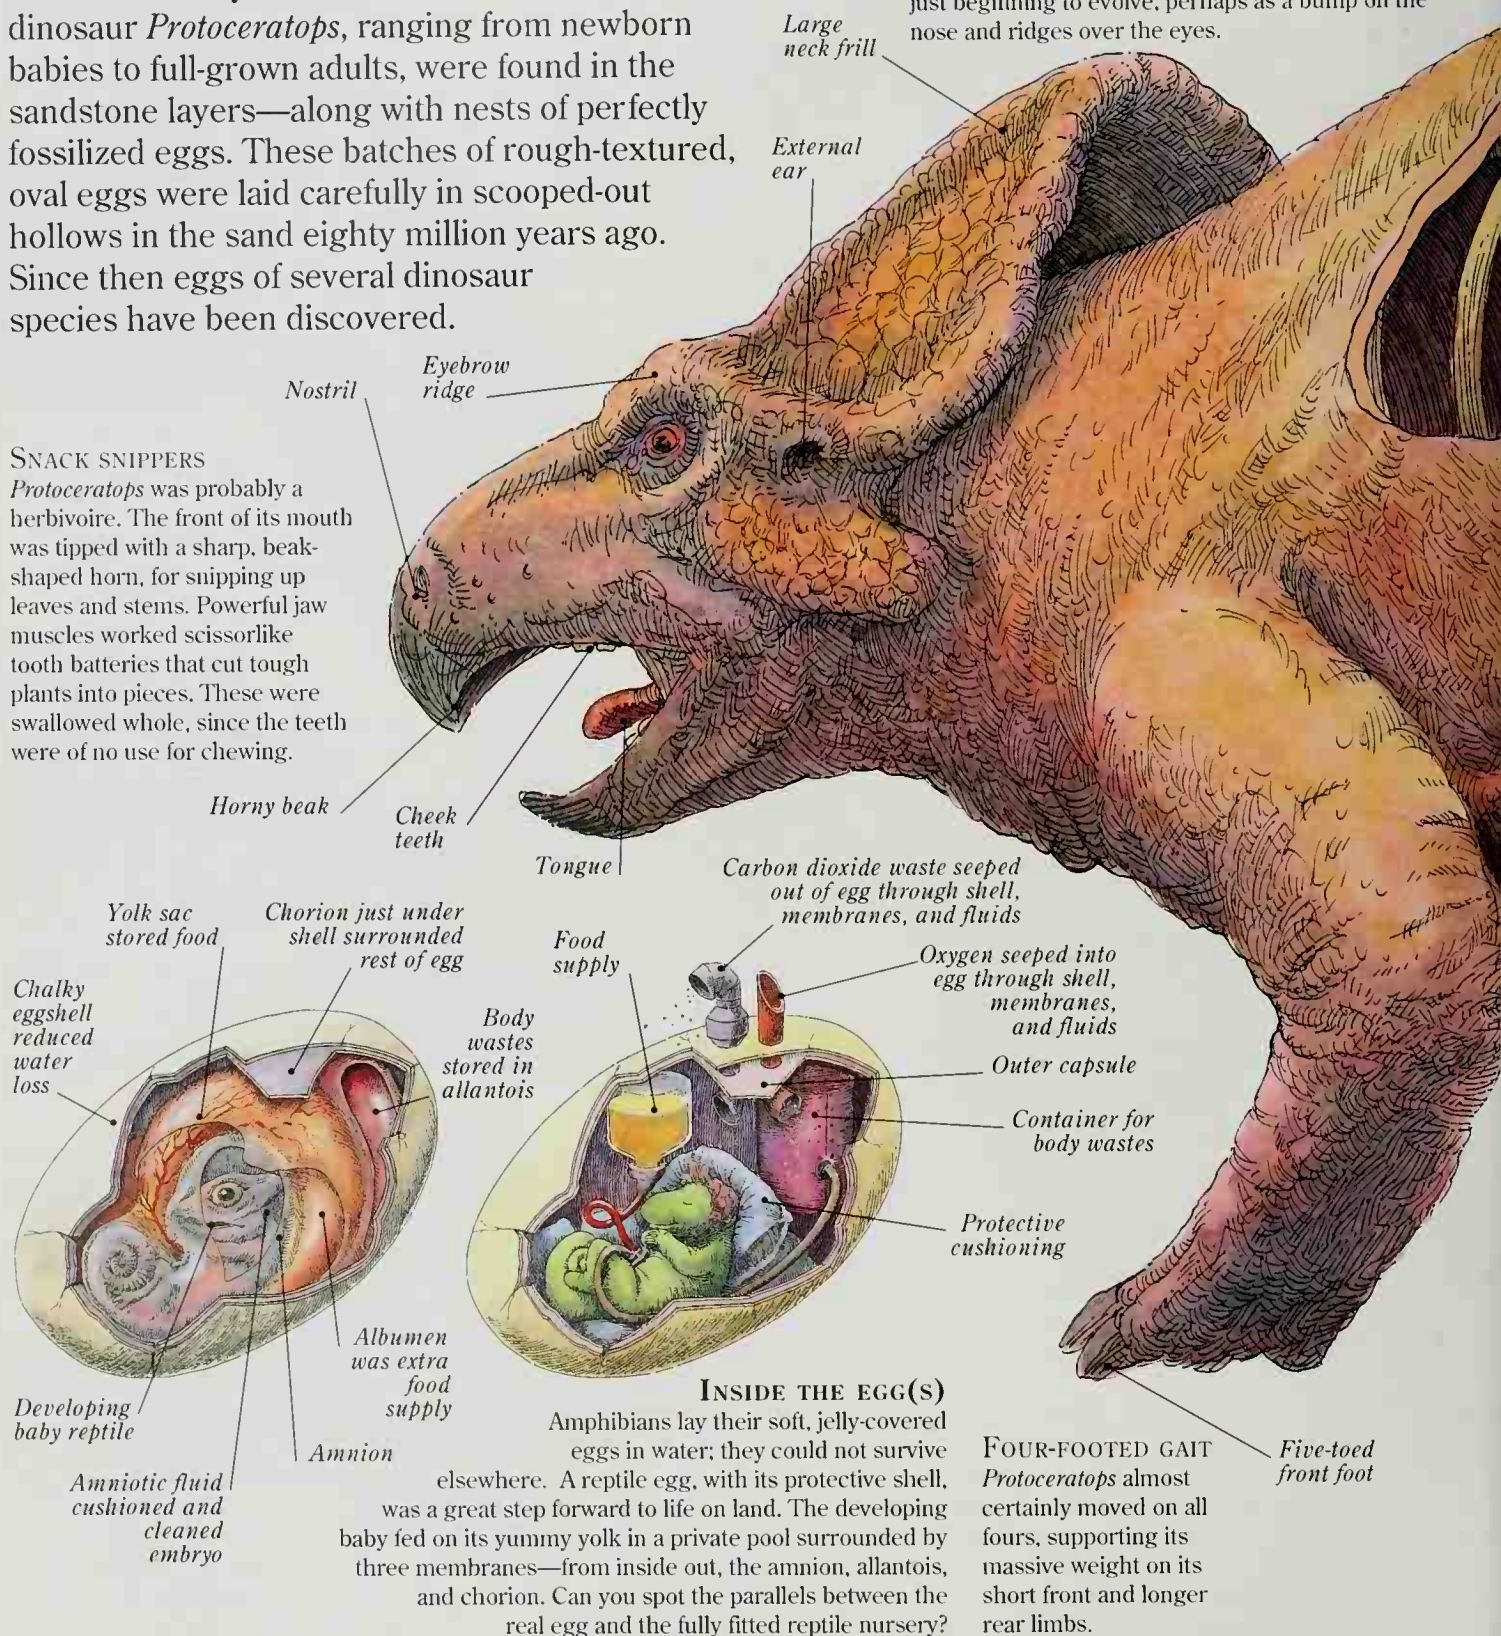 dinosaur Protoceratops, ranging from newborn
babies to full-grown adults, were found in the
sandstone layers—along with nests of perfectly
fossilized eggs. These batches of rough-textured,
oval eggs were laid carefully in scooped-out
hollows in the sand eighty million years ago.
Since then eggs of several dinosaur
species have been discovered.
just beginning to evolve, perhaps as a bump on the
nose and ridges over the eyes.
Large
neck frill
External
ear
Eyebrow
ridge
Nostril
SNACK SNIPPERS
Protoceratops was probably a
herbivoire. The front of its mouth
was tipped with a sharp, beak-
shaped horn, for snipping up
leaves and stems. Powerful jaw
muscles worked scissorlike
tooth batteries that cut tough
plants into pieces. These were
swallowed whole, since the teeth
were of no use for chewing.
Horny beak
Cheek
teeth
Tongue
Yolk sac
stored food
Chorion just under
shell surrounded
rest of egg
Chalky
eggshell
reduced
water
loss
Body
wastes
stored in
allantois
Developing
baby reptile
Amniotic fluid
cushioned and
cleaned
embryo
Amnion
Albumen
was extra
food
supply
Food
supply
Carbon dioxide waste seeped
out of egg through shell,
membranes, and fluids
Oxygen seeped into
egg through shell,
membranes,
and fluids
Outer capsule
Container for
body wastes
Protective
cushioning
INSIDE THE EGG(S)
Amphibians lay their soft, jelly-covered
eggs in water; they could not survive
elsewhere. A reptile egg, with its protective shell,
was a great step forward to life on land. The developing
baby fed on its yummy yolk in a private pool surrounded by
three membranes—from inside out, the amnion, allantois,
and chorion. Can you spot the parallels between the
real egg and the fully fitted reptile nursery?
FOUR-FOOTED GAIT
Protoceratops almost
certainly moved on all
fours, supporting its
massive weight on its
short front and longer
rear limbs.
Five-toed
front foot